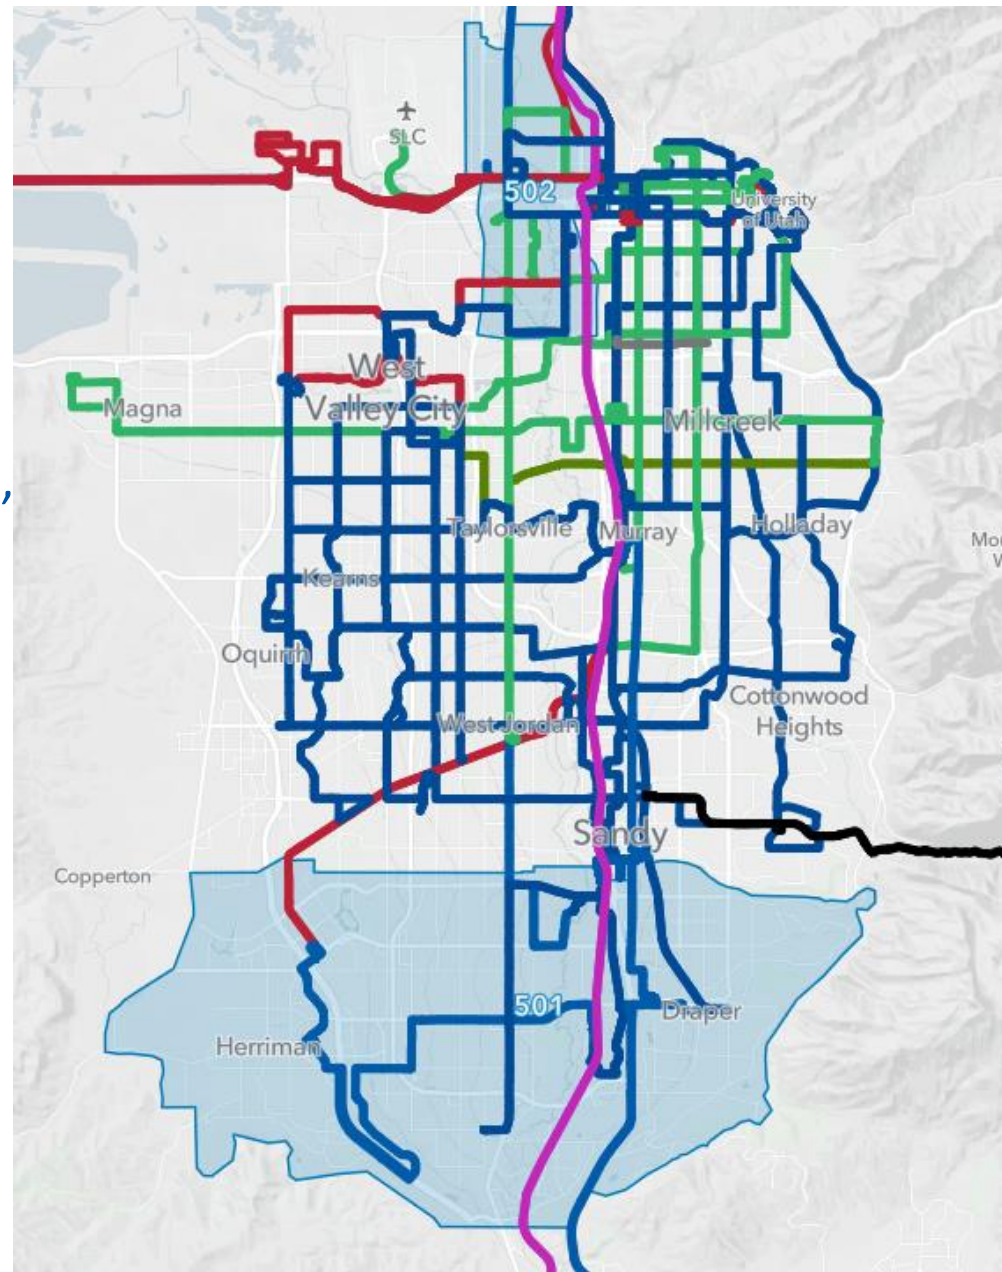 SLC
502
University
of Utah
West
Valley City
Magna
Millcreek
,
Taylorsville
Murray
Holladay
Kearns
Oquirrh
Cottonwood
Heights
West Jordan
Sandy
Copperton
501
Draper
Herriman